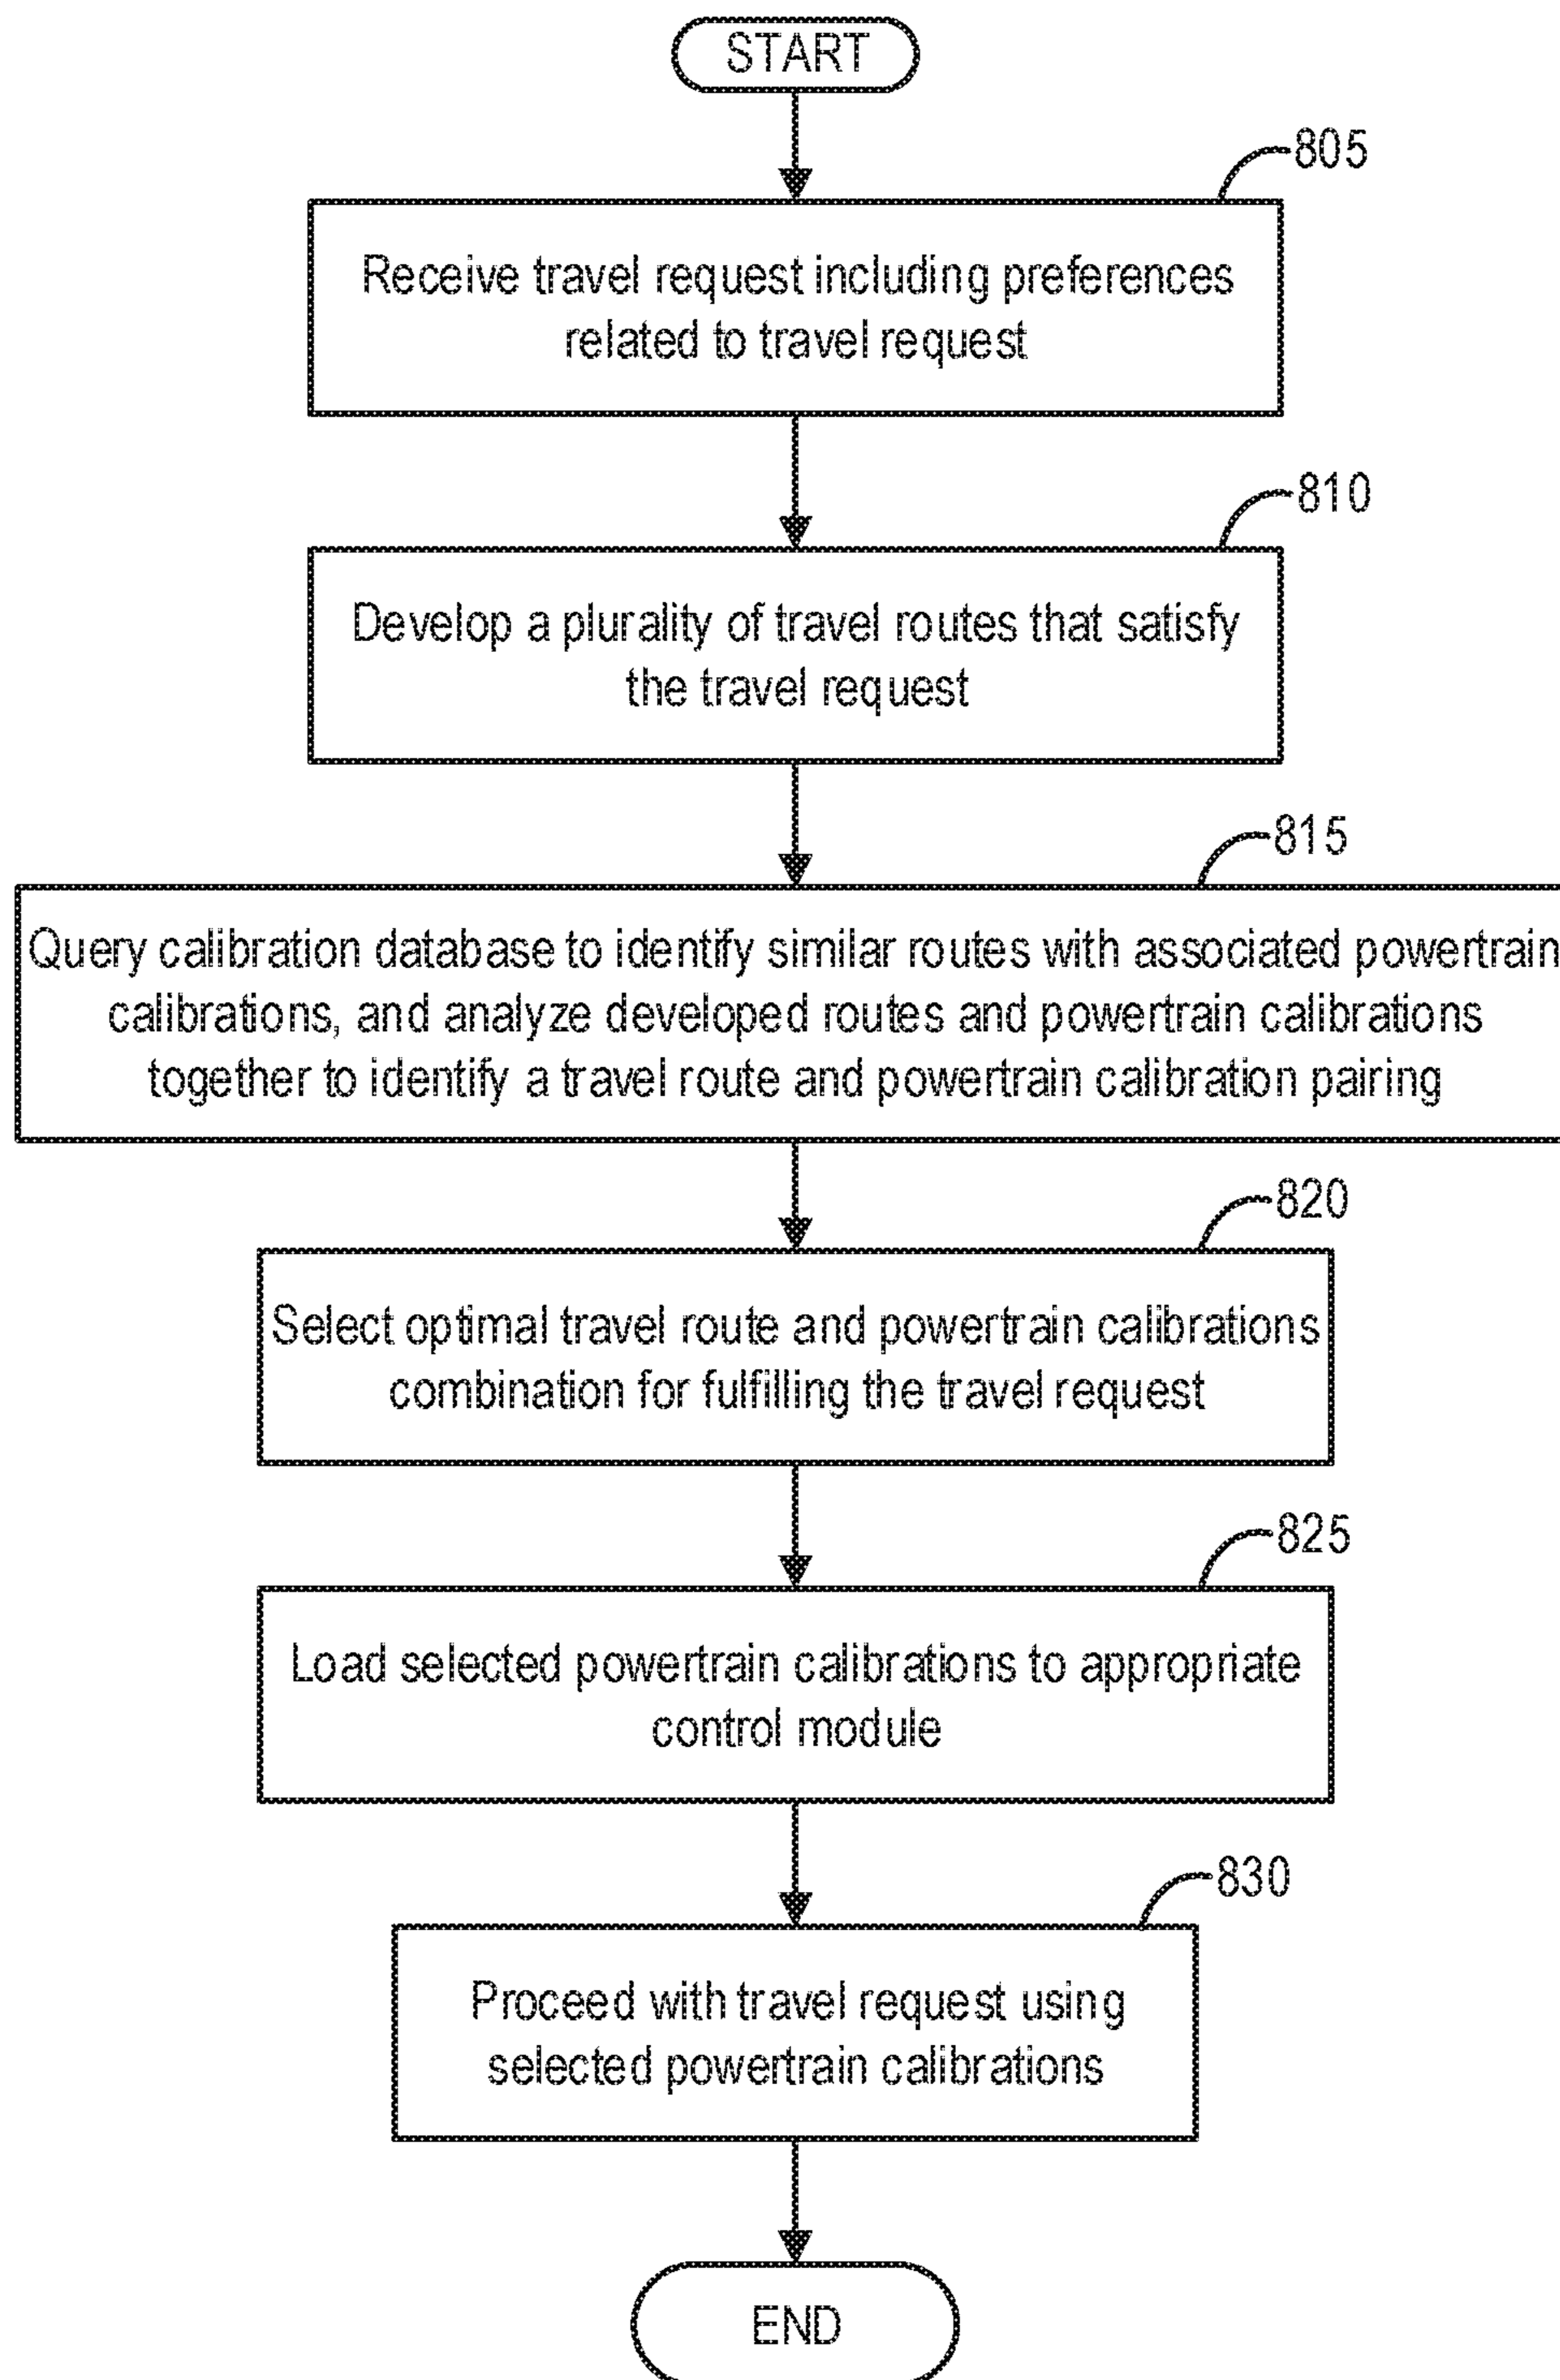 START
805
Receive travel request including preferences
related to travel request
810
Develop a plurality of travel routes that satisfy
the travel request
815
Query calibration database to identify similar routes with associated powertrain
calibrations, and analyze developed routes and powertrain calibrations
together to identify a travel route and powertrain calibration pairing
820
Select optimal travel route and powertrain calibrations
combination for fulfilling the travel request
825
Load selected powertrain calibrations to appropriate
control module
830
Proceed with travel request using
selected powertrain calibrations
END